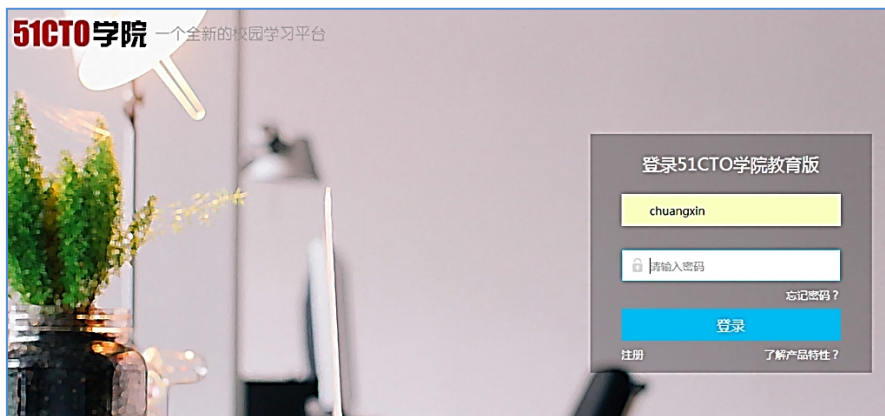 51CTO学院 一个全新的校园学习平台
登录51CTO学院教育版
chuangxin
请输入密码
忘记密码？
登录
注册 了解产品特性？